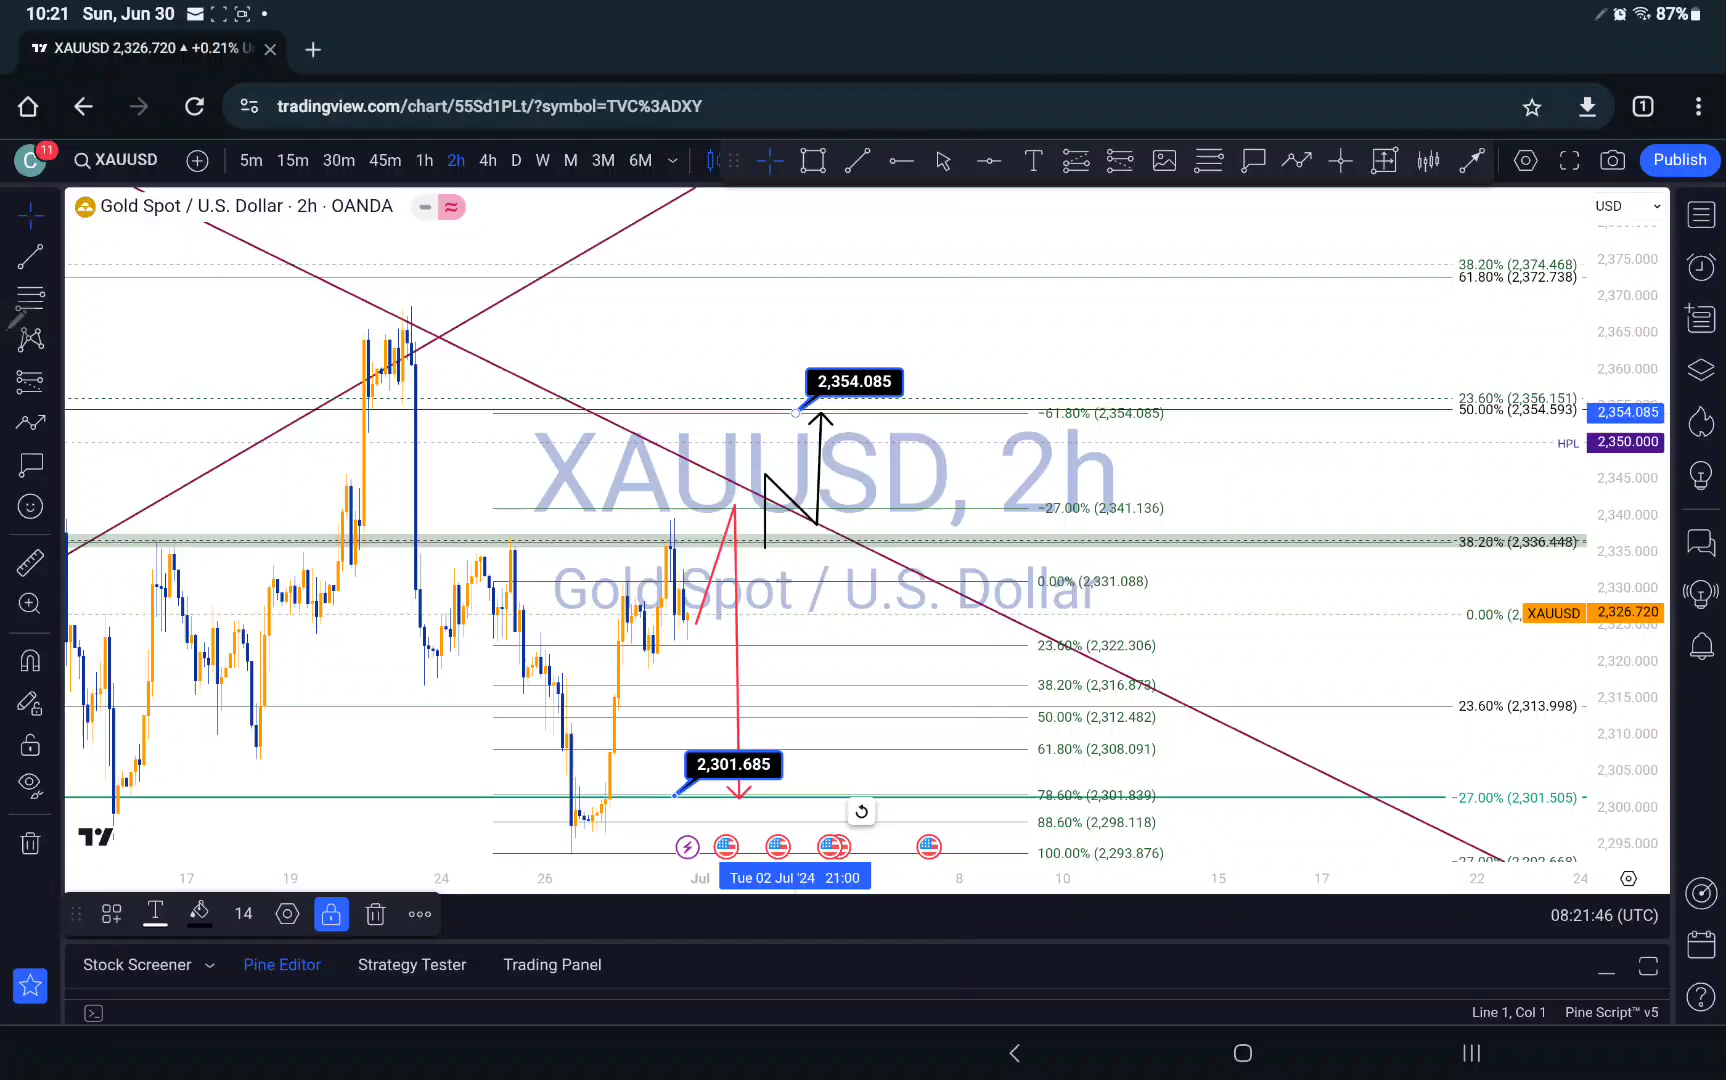 10:21 Sun, Jun 30
87%
XAUUSD 2,326.720 ▲ +0.21% U
tradingview.com/chart/55Sd1PLt/?symbol=TVC%3ADXY
1
C 11 XAUUSD 5m 15m 30m 45m 1h 2h 4h D W M 3M 6M Publish
Gold Spot / U.S. Dollar · 2h · OANDA
USD
2,375.000
2,370.000
2,365.000
2,360.000
2,354.085
2,350.000
2,345.000
2,340.000
2,335.000
2,330.000
2,326.720
2,320.000
2,315.000
2,310.000
2,305.000
2,300.000
2,295.000
38.20% (2,374.468)
61.80% (2,372.738)
23.60% (2,356.151)
50.00% (2,354.593)
HPL
38.20% (2,336.448)
0.00% (2, XAUUSD
23.60% (2,313.998)
-27.00% (2,301.505)
2,354.085
-61.80% (2,354.085)
XAUUSD, 2h
-27.00% (2,341.136)
Gold Spot / U.S. Dollar
0.00% (2,331.088)
23.60% (2,322.306)
38.20% (2,316.873)
50.00% (2,312.482)
61.80% (2,308.091)
2,301.685
78.60% (2,301.839)
88.60% (2,298.118)
100.00% (2,293.876)
17 19 24 26 Jul Tue 02 Jul '24 21:00 8 10 15 17 22 24
14
08:21:46 (UTC)
Stock Screener Pine Editor Strategy Tester Trading Panel
Line 1, Col 1 Pine Script™ v5